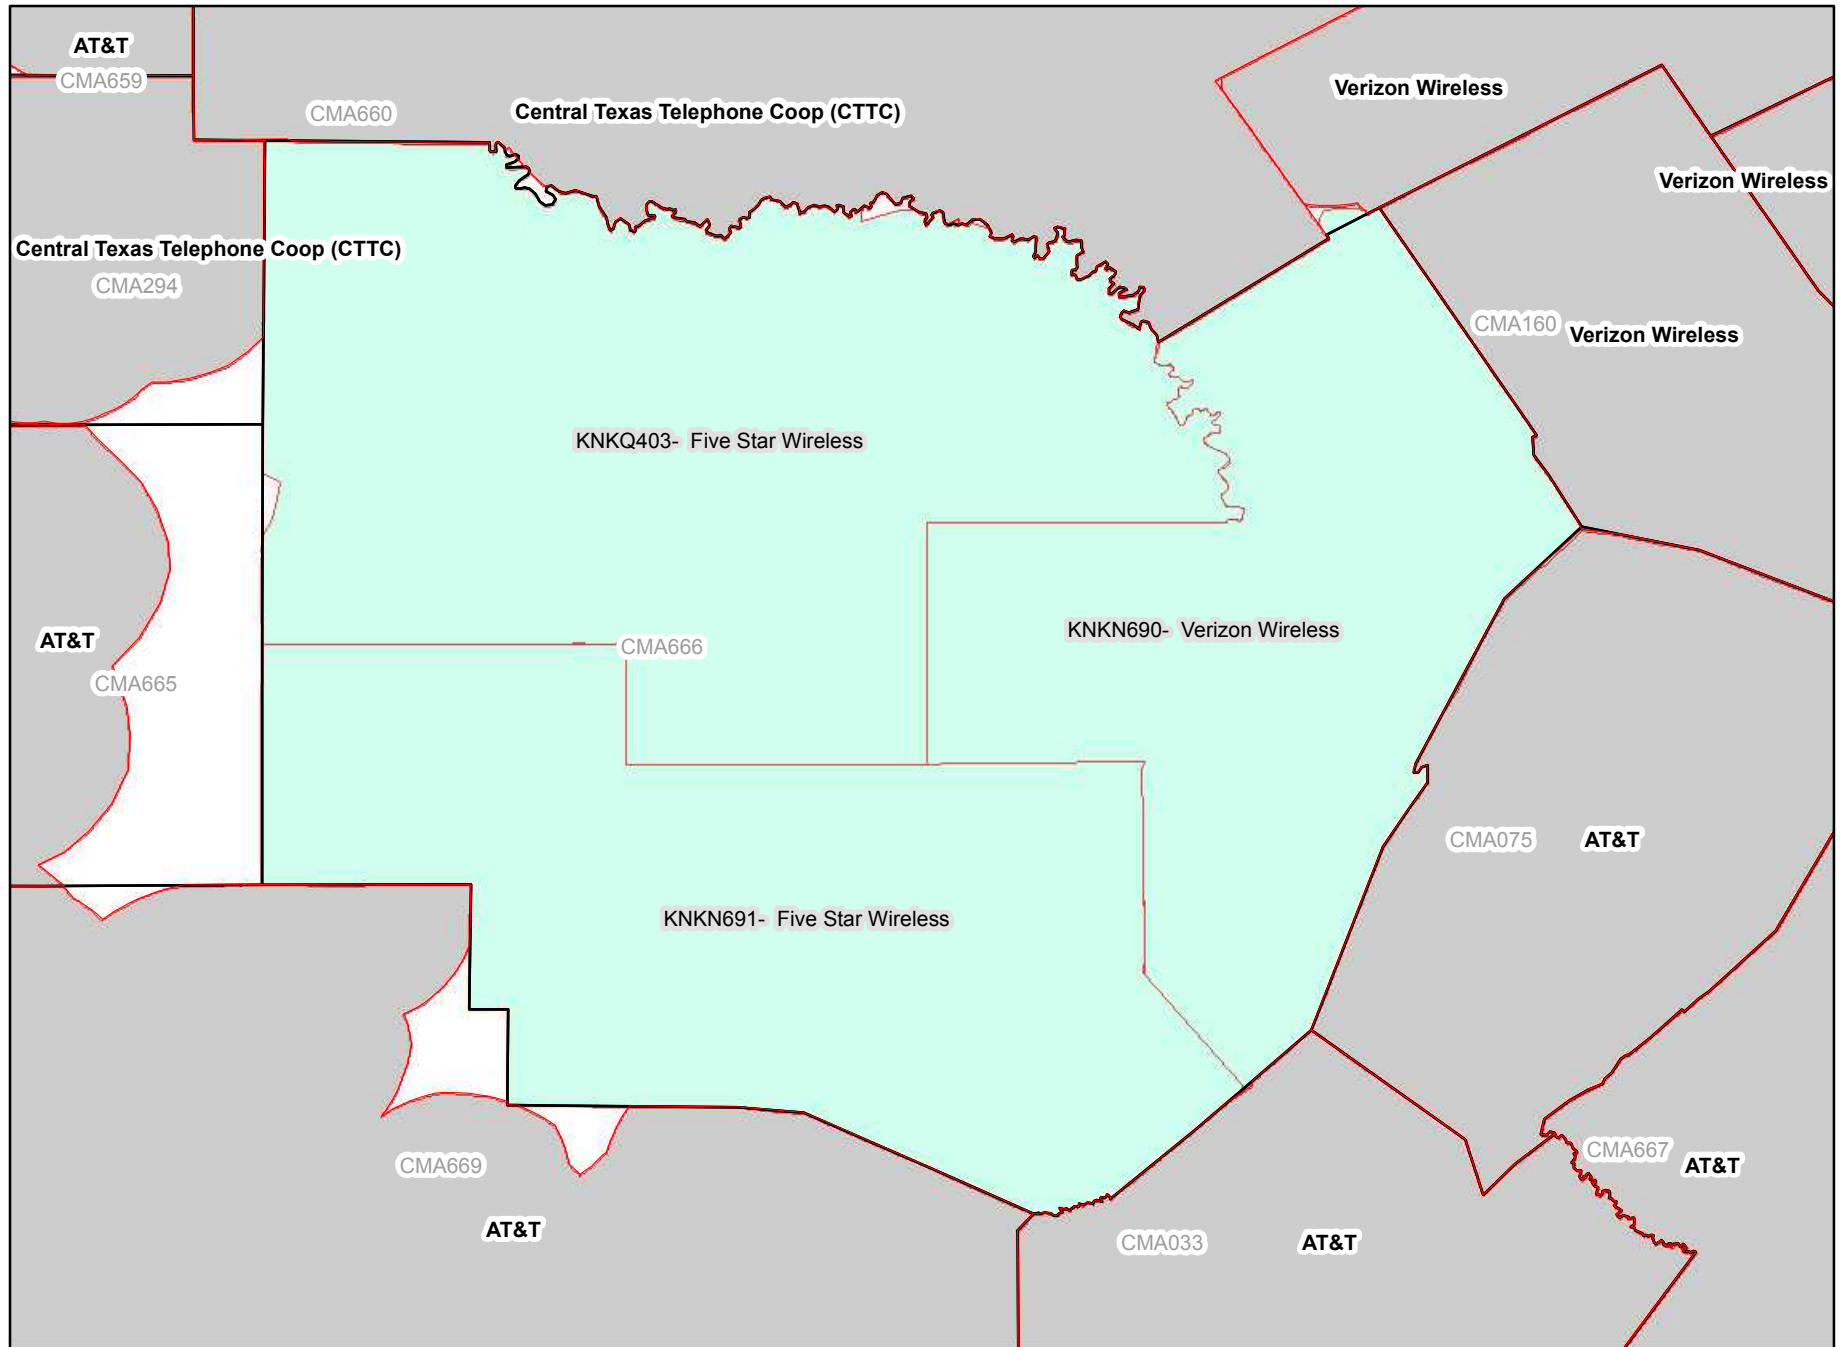 AT&T
CMA659
Verizon Wireless
CMA660
Central Texas Telephone Coop (CTTC)
Verizon Wireless
Central Texas Telephone Coop (CTTC)
CMA294
CMA160
Verizon Wireless
KNKQ403- Five Star Wireless
KNKN690- Verizon Wireless
AT&T
CMA666
CMA665
CMA075
AT&T
KNKN691- Five Star Wireless
CMA669
CMA667
AT&T
AT&T
CMA033
AT&T